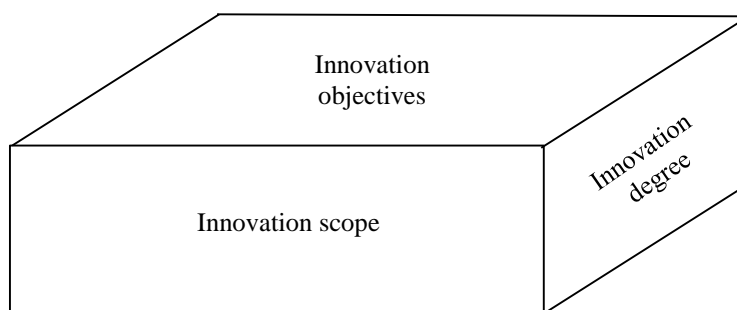 Innovation
objectives
Innovation
degree
Innovation scope